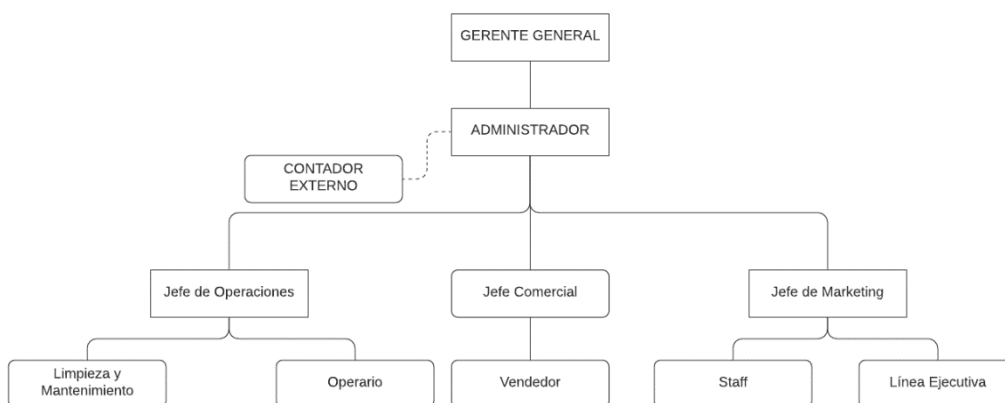 GERENTE GENERAL
ADMINISTRADOR
CONTADOR
EXTERNO
Jefe de Operaciones
Jefe Comercial
Jefe de Marketing
Limpieza y
Mantenimiento
Operario
Vendedor
Staff
Línea Ejecutiva